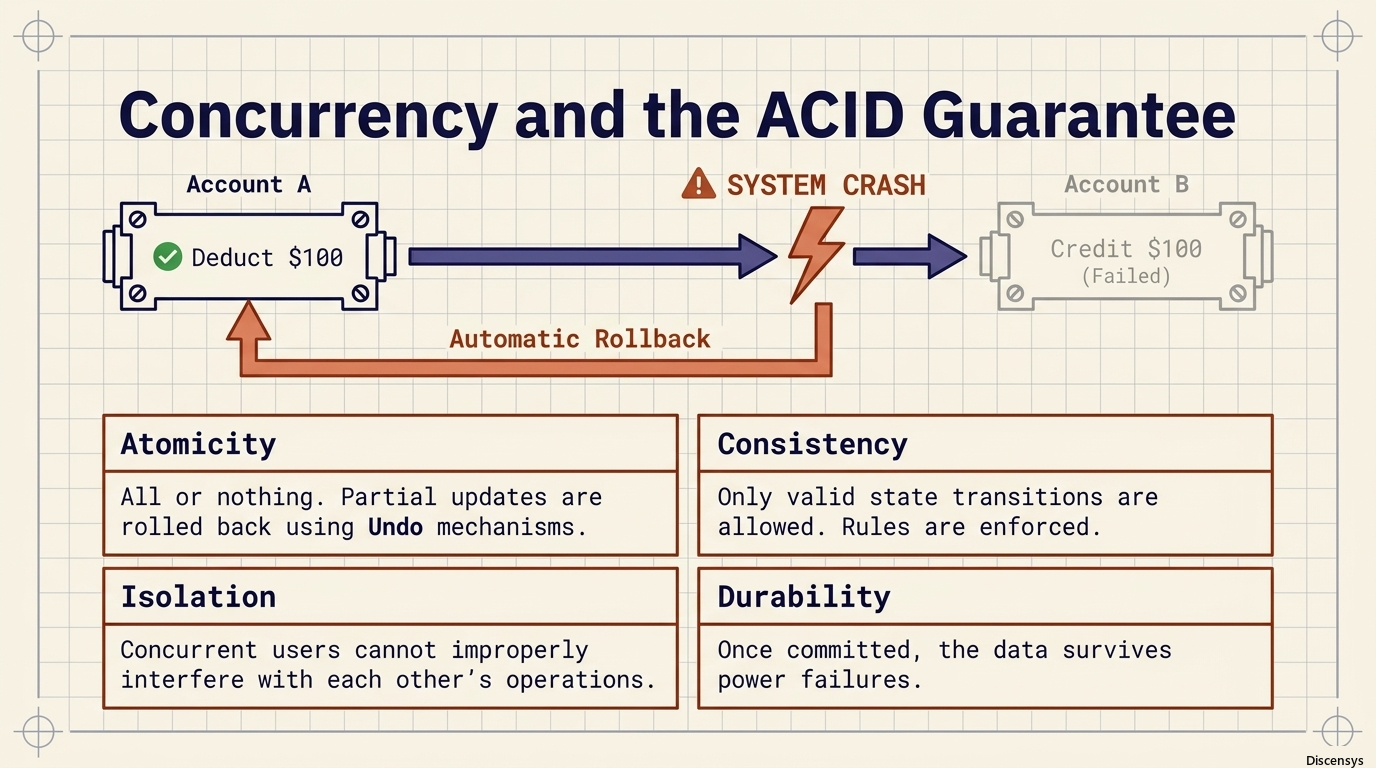 Concurrency and the ACID Guarantee
Account A
SYSTEM CRASH
Account B
Deduct $100
Credit $100
(Failed)
Automatic Rollback
Atomicity
All or nothing. Partial updates are
rolled back using Undo mechanisms.
Consistency
Only valid state transitions are
allowed. Rules are enforced.
Isolation
Concurrent users cannot improperly
interfere with each other’s operations.
Durability
Once committed, the data survives
power failures.
Discensys